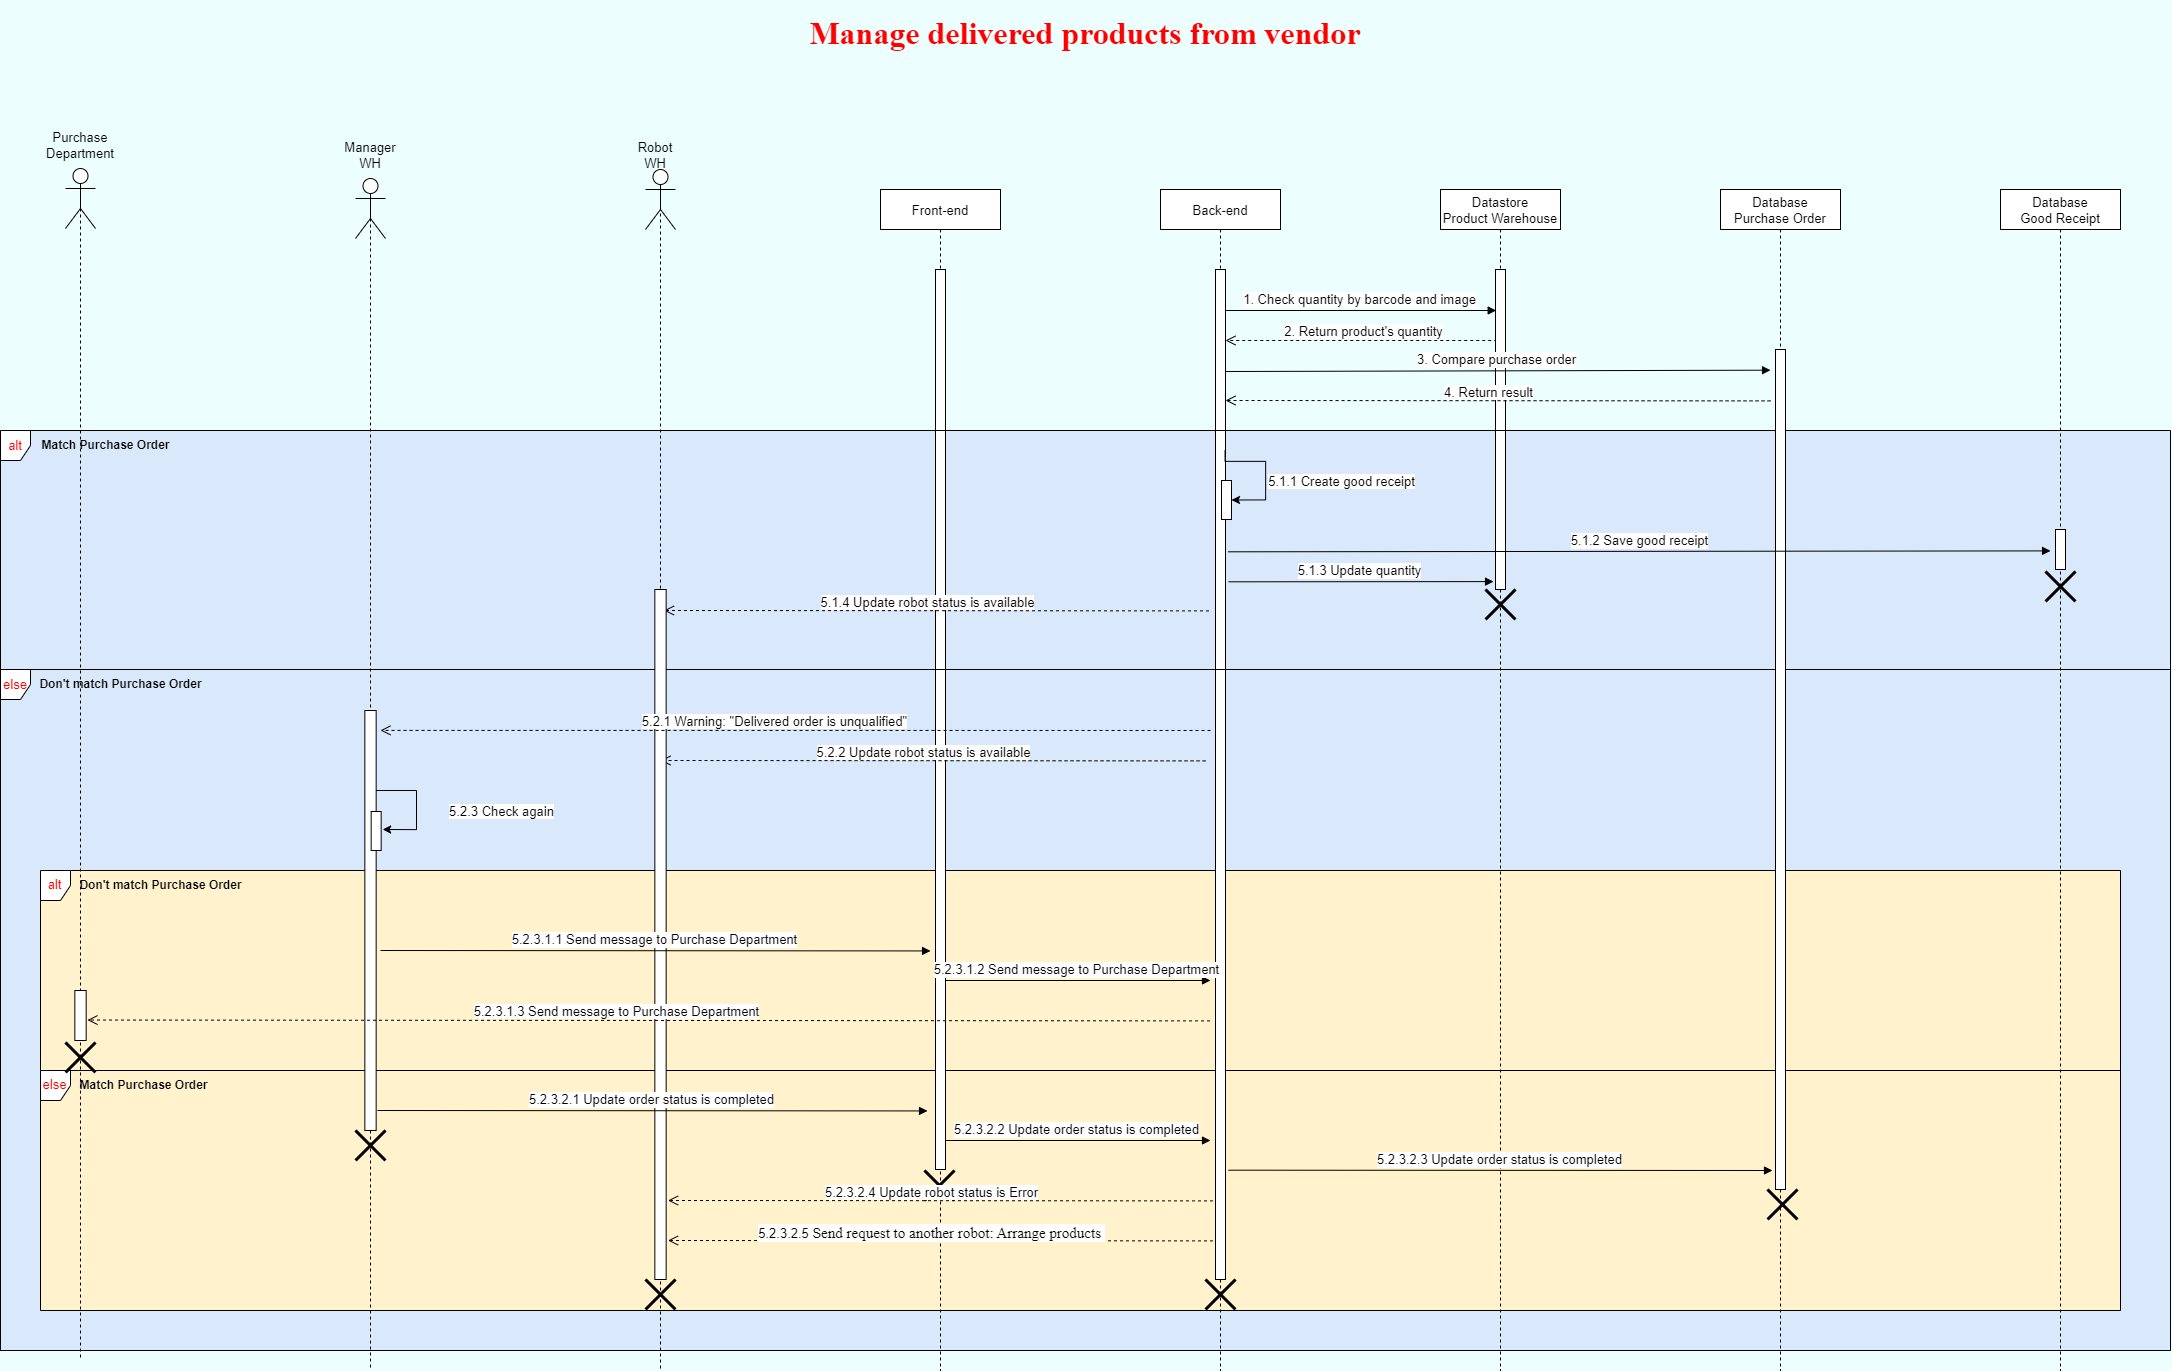 Manage delivered products from vendor
Purchase
Department
Manager
WH
Robot
WH
Front-end
Back-end
Datastore
Product Warehouse
Database
Purchase Order
Database
Good Receipt
1. Check quantity by barcode and image
2. Return product's quantity
3. Compare purchase order
4. Return result
alt
Match Purchase Order
5.1.1 Create good receipt
5.1.2 Save good receipt
5.1.3 Update quantity
5.1.4 Update robot status is available
else
Don't match Purchase Order
5.2.1 Warning: "Delivered order is unqualified"
5.2.2 Update robot status is available
5.2.3 Check again
alt
Don't match Purchase Order
5.2.3.1.1 Send message to Purchase Department
5.2.3.1.2 Send message to Purchase Department
5.2.3.1.3 Send message to Purchase Department
else
Match Purchase Order
5.2.3.2.1 Update order status is completed
5.2.3.2.2 Update order status is completed
5.2.3.2.3 Update order status is completed
5.2.3.2.4 Update robot status is Error
5.2.3.2.5 Send request to another robot: Arrange products